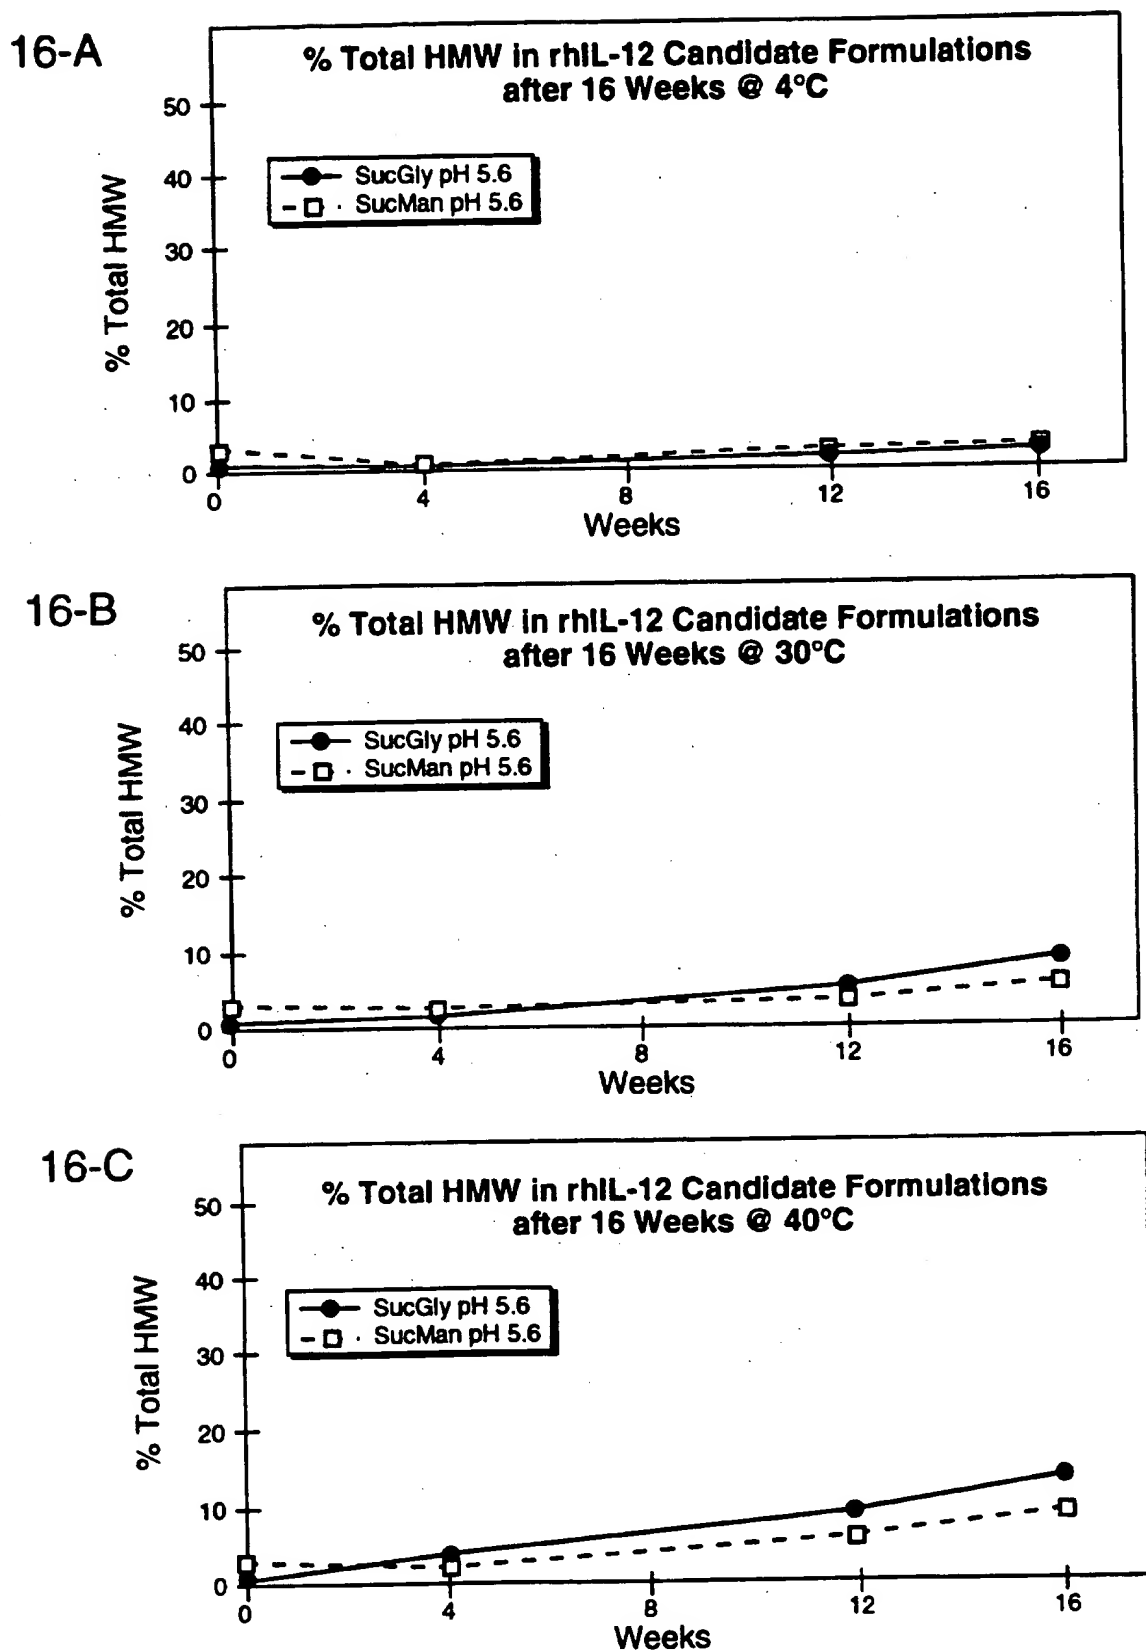 16-A
% Total HMW in rhIL-12 Candidate Formulations
after 16 Weeks @ 4°C
% Total HMW
50
40
30
20
10
0
SucGly pH 5.6
SucMan pH 5.6
0 4 8 12 16
Weeks
16-B
% Total HMW in rhIL-12 Candidate Formulations
after 16 Weeks @ 30°C
% Total HMW
50
40
30
20
10
0
SucGly pH 5.6
SucMan pH 5.6
0 4 8 12 16
Weeks
16-C
% Total HMW in rhIL-12 Candidate Formulations
after 16 Weeks @ 40°C
% Total HMW
50
40
30
20
10
0
SucGly pH 5.6
SucMan pH 5.6
0 4 8 12 16
Weeks